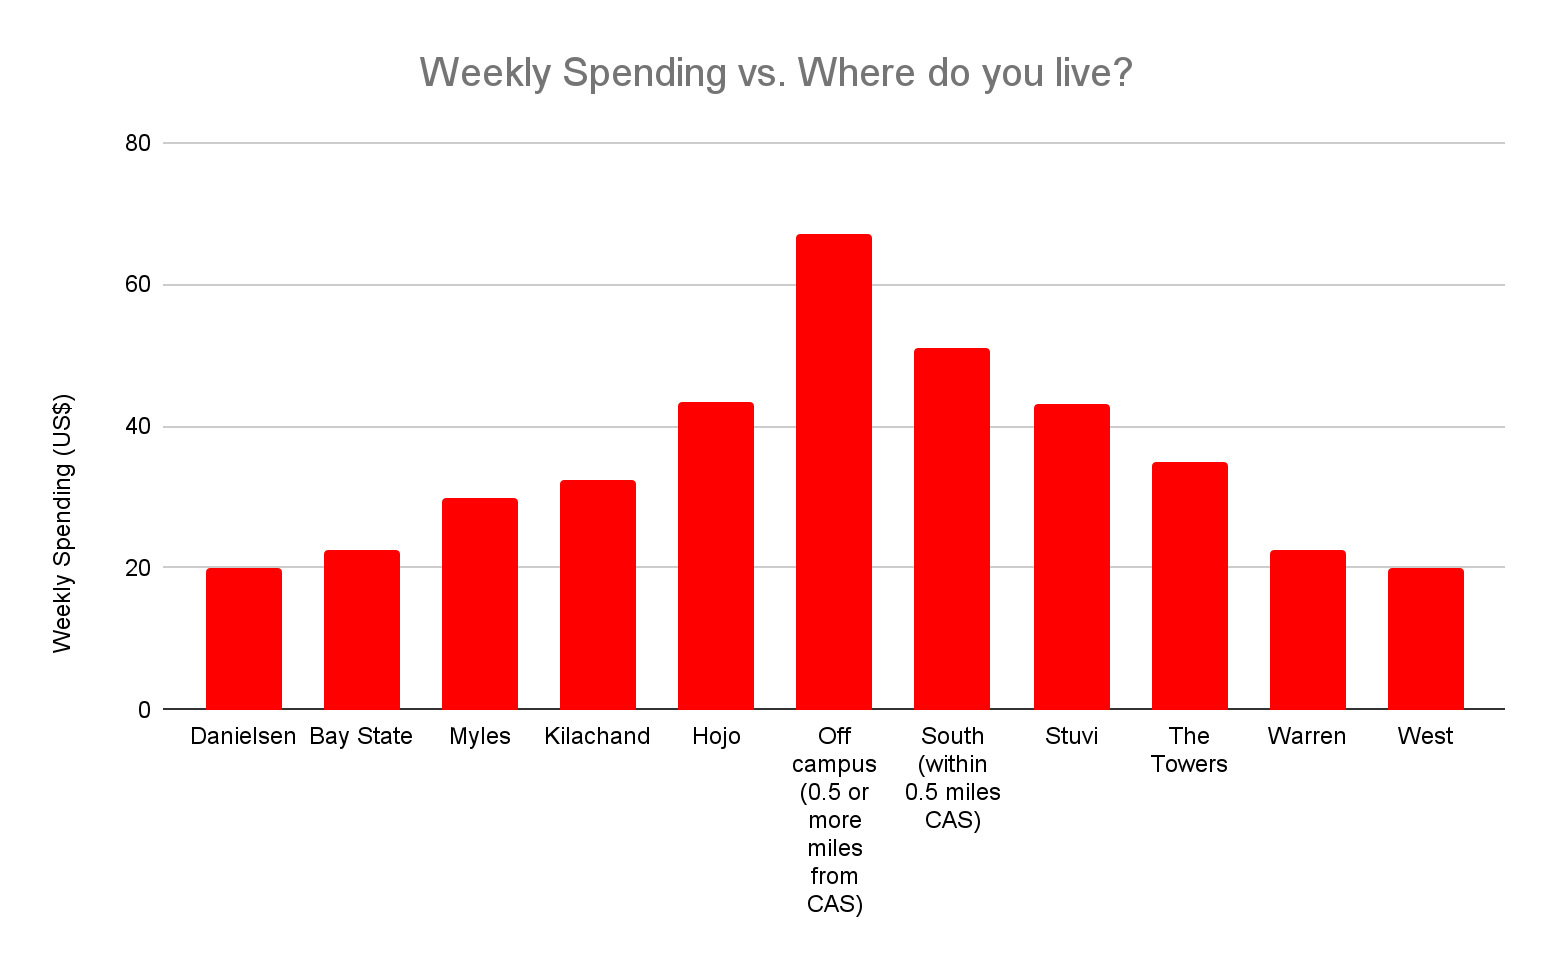 Weekly Spending vs. Where do you live?
80
60
40
20
0
Weekly Spending (US$)
Danielsen
Bay State
Myles
Kilachand
Hojo
Off
campus
(0.5 or
more
miles
from
CAS)
South
(within
0.5 miles
CAS)
Stuvi
The
Towers
Warren
West